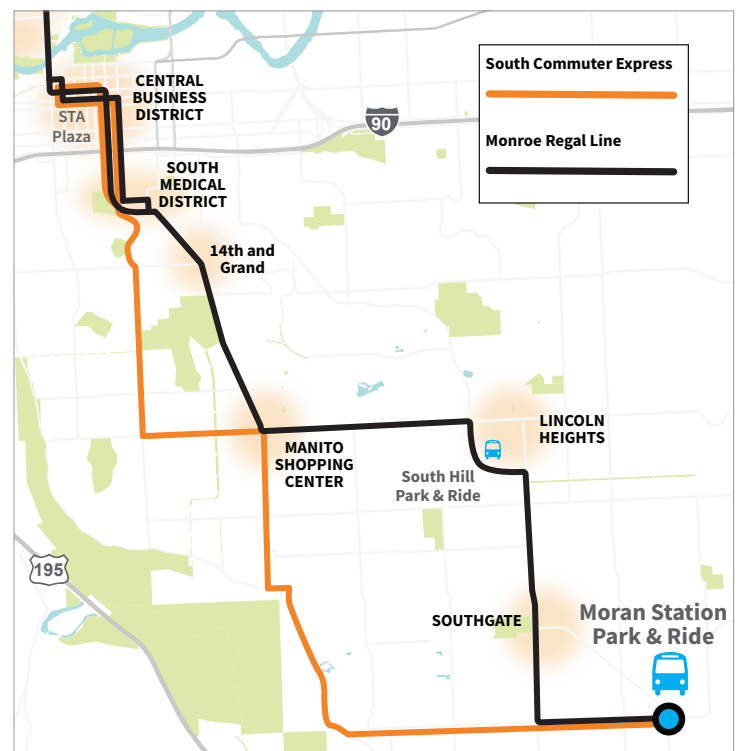 South Commuter Express
Monroe Regal Line
90
CENTRAL
BUSINESS
DISTRICT
STA
Plaza
SOUTH
MEDICAL
DISTRICT
14th and
Grand
MANITO
SHOPPING
CENTER
LINCOLN
HEIGHTS
South Hill
Park & Ride
195
SOUTHGATE
Moran Station
Park & Ride